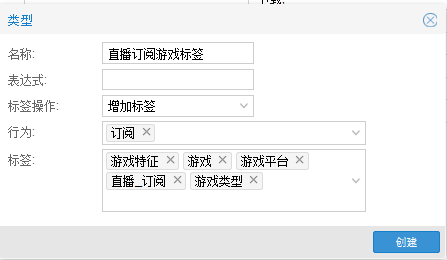 类型
名称: 直播订阅游戏标签
表达式:
标签操作: 增加标签
行为: 订阅
标签: 游戏特征 游戏 游戏平台
直播_订阅 游戏类型
创建